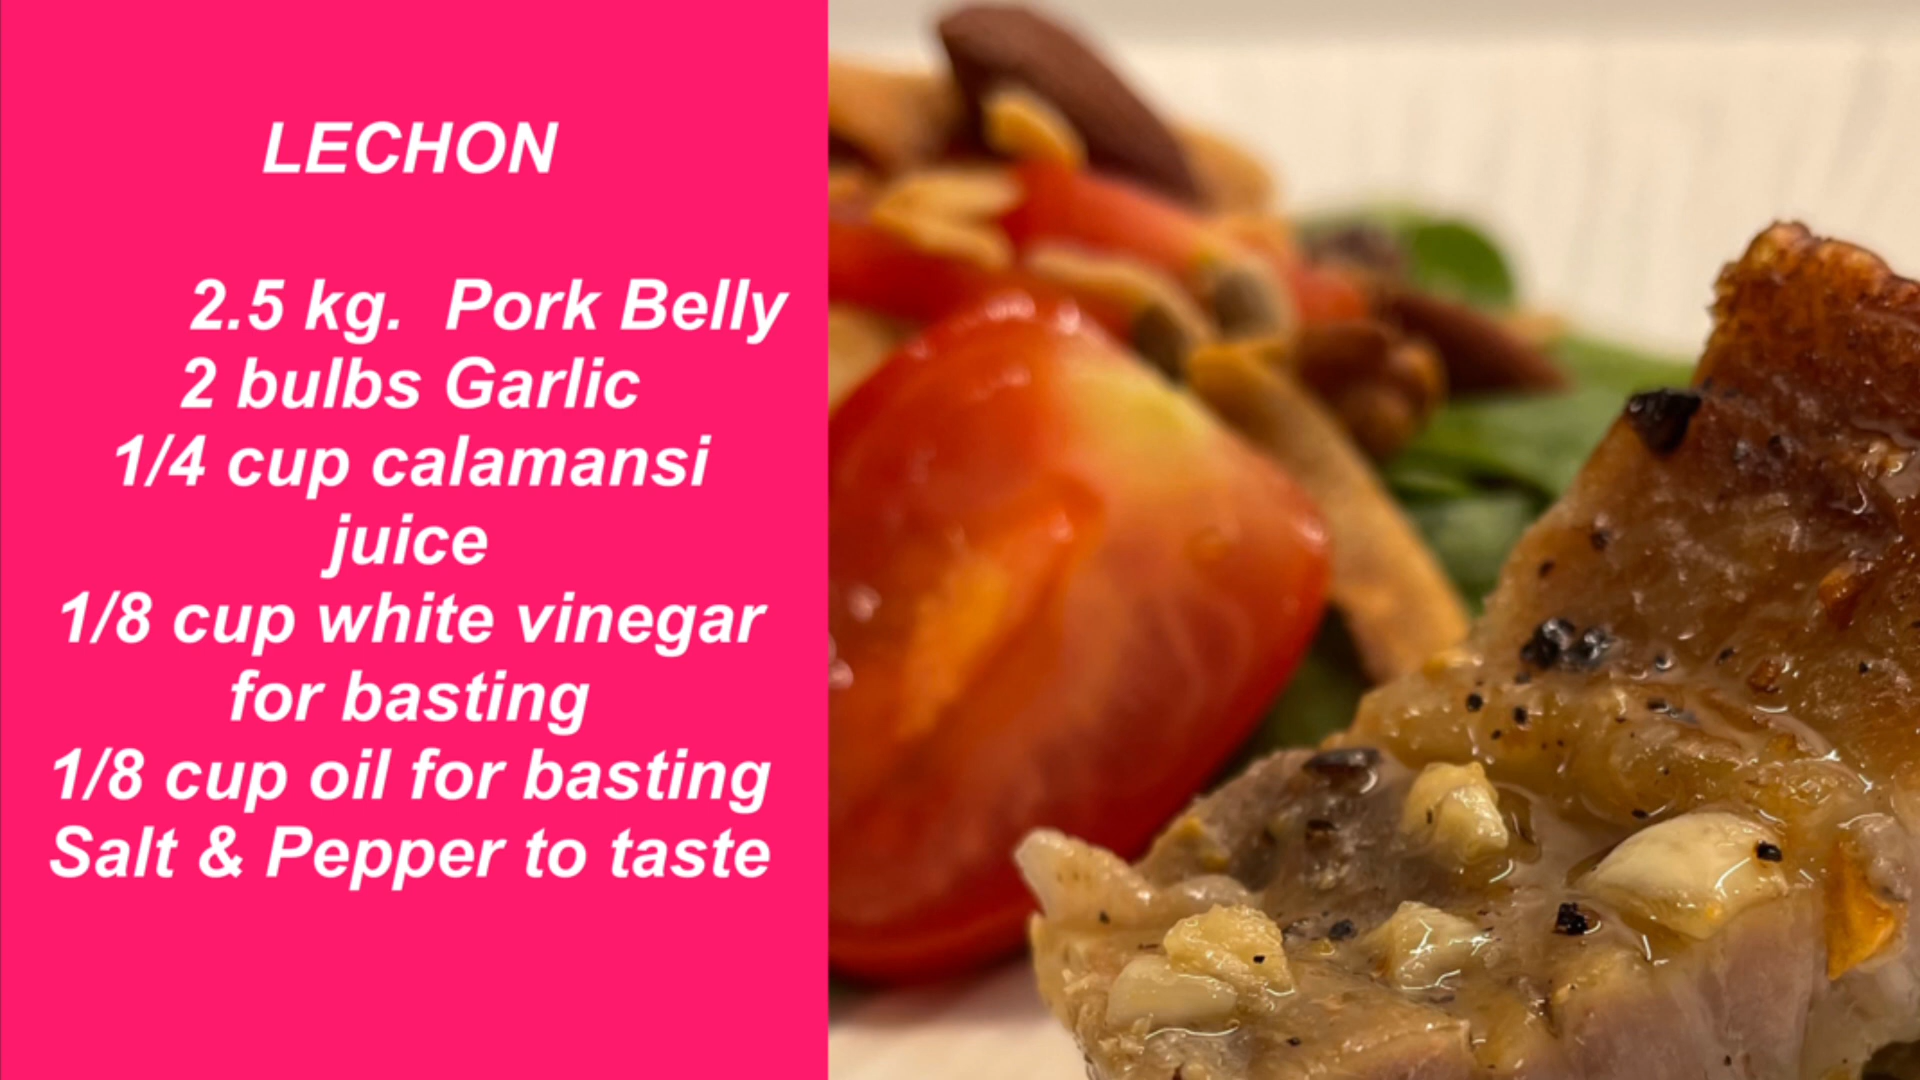 LECHON
2.5 kg. Pork Belly
2 bulbs Garlic
1/4 cup calamansi
juice
1/8 cup white vinegar
for basting
1/8 cup oil for basting
Salt & Pepper to taste